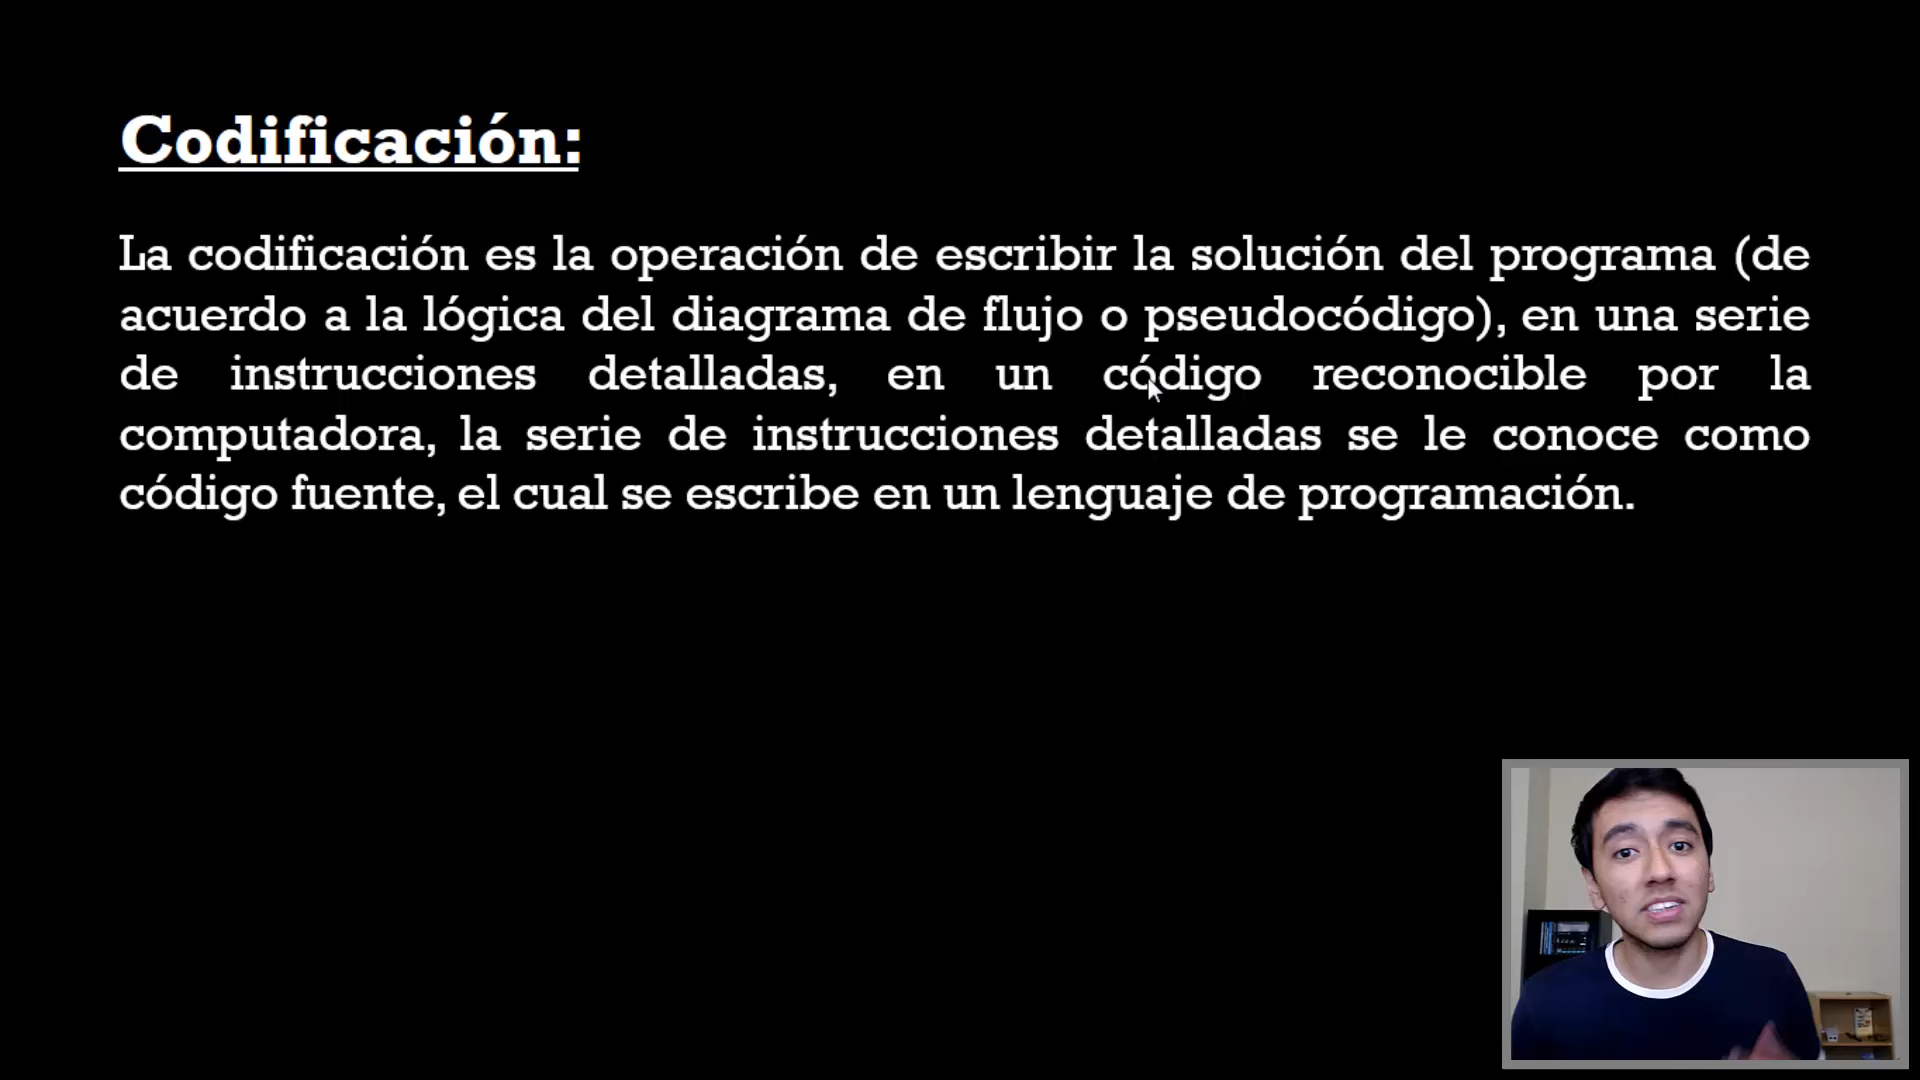 Codificación:
La codificación es la operación de escribir la solución del programa (de
acuerdo a la lógica del diagrama de flujo o pseudocódigo), en una serie
de instrucciones detalladas, en un código reconocible por la
computadora, la serie de instrucciones detalladas se le conoce como
código fuente, el cual se escribe en un lenguaje de programación.